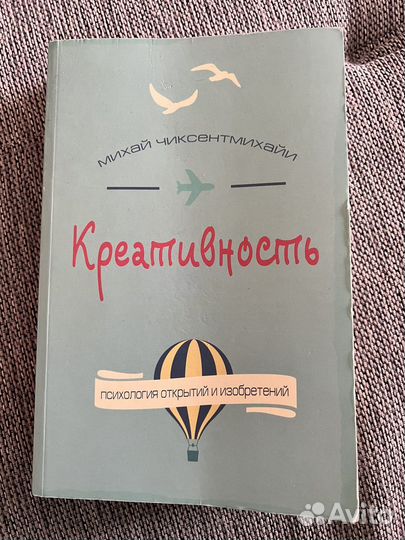 МИХАЙ ЧИКСЕНТМИХАЙИ
Креативность
ПСИХОЛОГИЯ ОТКРЫТИЙ И ИЗОБРЕТЕНИЙ
Avito